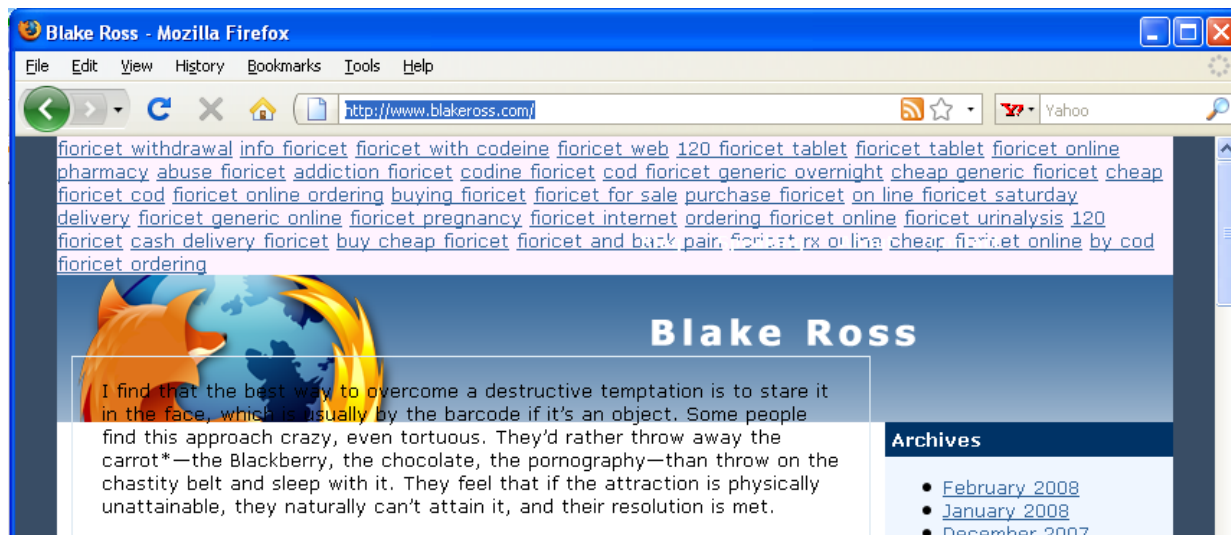 Blake Ross - Mozilla Firefox
File Edit View History Bookmarks Tools Help
http://www.blakeross.com/ Yahoo
fioricet withdrawal info fioricet fioricet with codeine fioricet web 120 fioricet tablet fioricet tablet fioricet online
pharmacy abuse fioricet addiction fioricet codine fioricet cod fioricet generic overnight cheap generic fioricet cheap
fioricet cod fioricet online ordering buying fioricet fioricet for sale purchase fioricet on line fioricet saturday
delivery fioricet generic online fioricet pregnancy fioricet internet ordering fioricet online fioricet urinalysis 120
fioricet cash delivery fioricet buy cheap fioricet fioricet and back pain fioricet rx online cheap fioricet online by cod
fioricet ordering
Blake Ross
I find that the best way to overcome a destructive temptation is to stare it
in the face, which is usually by the barcode if it's an object. Some people
find this approach crazy, even tortuous. They'd rather throw away the
carrot*—the Blackberry, the chocolate, the pornography—than throw on the
chastity belt and sleep with it. They feel that if the attraction is physically
unattainable, they naturally can't attain it, and their resolution is met.
Archives
February 2008
January 2008
December 2007